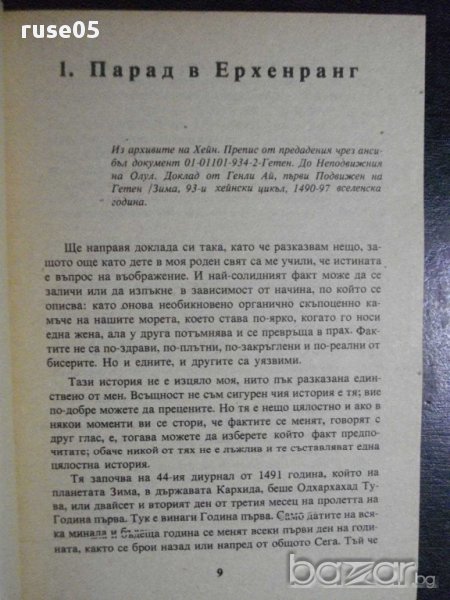 ruse05
1. Парад в Ерхенранг
Из архивите на Хейн. Препис от предадения чрез анси-
бъл документ 01-01101-934-2-Гетен. До Неподвижния
на Олул. Доклад от Генли Ай, първи Подвижен на
Гетен /Зима, 93-и хейнски цикъл, 1490-97 вселенска
година.
Ще направя доклада си така, като че разказвам нещо, за-
щото още като дете в моя роден свят са ме учили, че истината
е въпрос на въображение. И най-солидният факт може да се
заличи или да изпъкне в зависимост от начина, по който се
описва: като онова необикновено органично скъпоценно ка-
мъче на нашите морета, което става по-ярко, когато го носи
една жена, ала у друга потъмнява и се превръща в прах. Фак-
тите не са по-здрави, по-плътни, по-закръглени и по-реални от
бисерите. Но и едните, и другите са уязвими.
Тази история не е изцяло моя, нито пък разказана един-
ствено от мен. Всъщност не съм сигурен чия история е тя; вие
по-добре можете да прецените. Но тя е нещо цялостно и ако в
някои моменти ви се стори, че фактите се менят, говорят с
друг глас, е, тогава можете да изберете който факт предпо-
читате; обаче никой от тях не е лъжлив и те съставляват една
цялостна история.
Тя започва на 44-ия диурнал от 1491 година, който на
планетата Зима, в държавата Кархида, беше Одхархахал Ту-
ва, или двайсет и вторият ден от третия месец на пролетта на
Година първа. Тук е винаги Година първа. Само датите на вся-
ка минала и бъдеща година се менят всеки първи ден на годи-
ната, както се брои назад или напред от общото Сега. Тъй че
9
bazar.bg